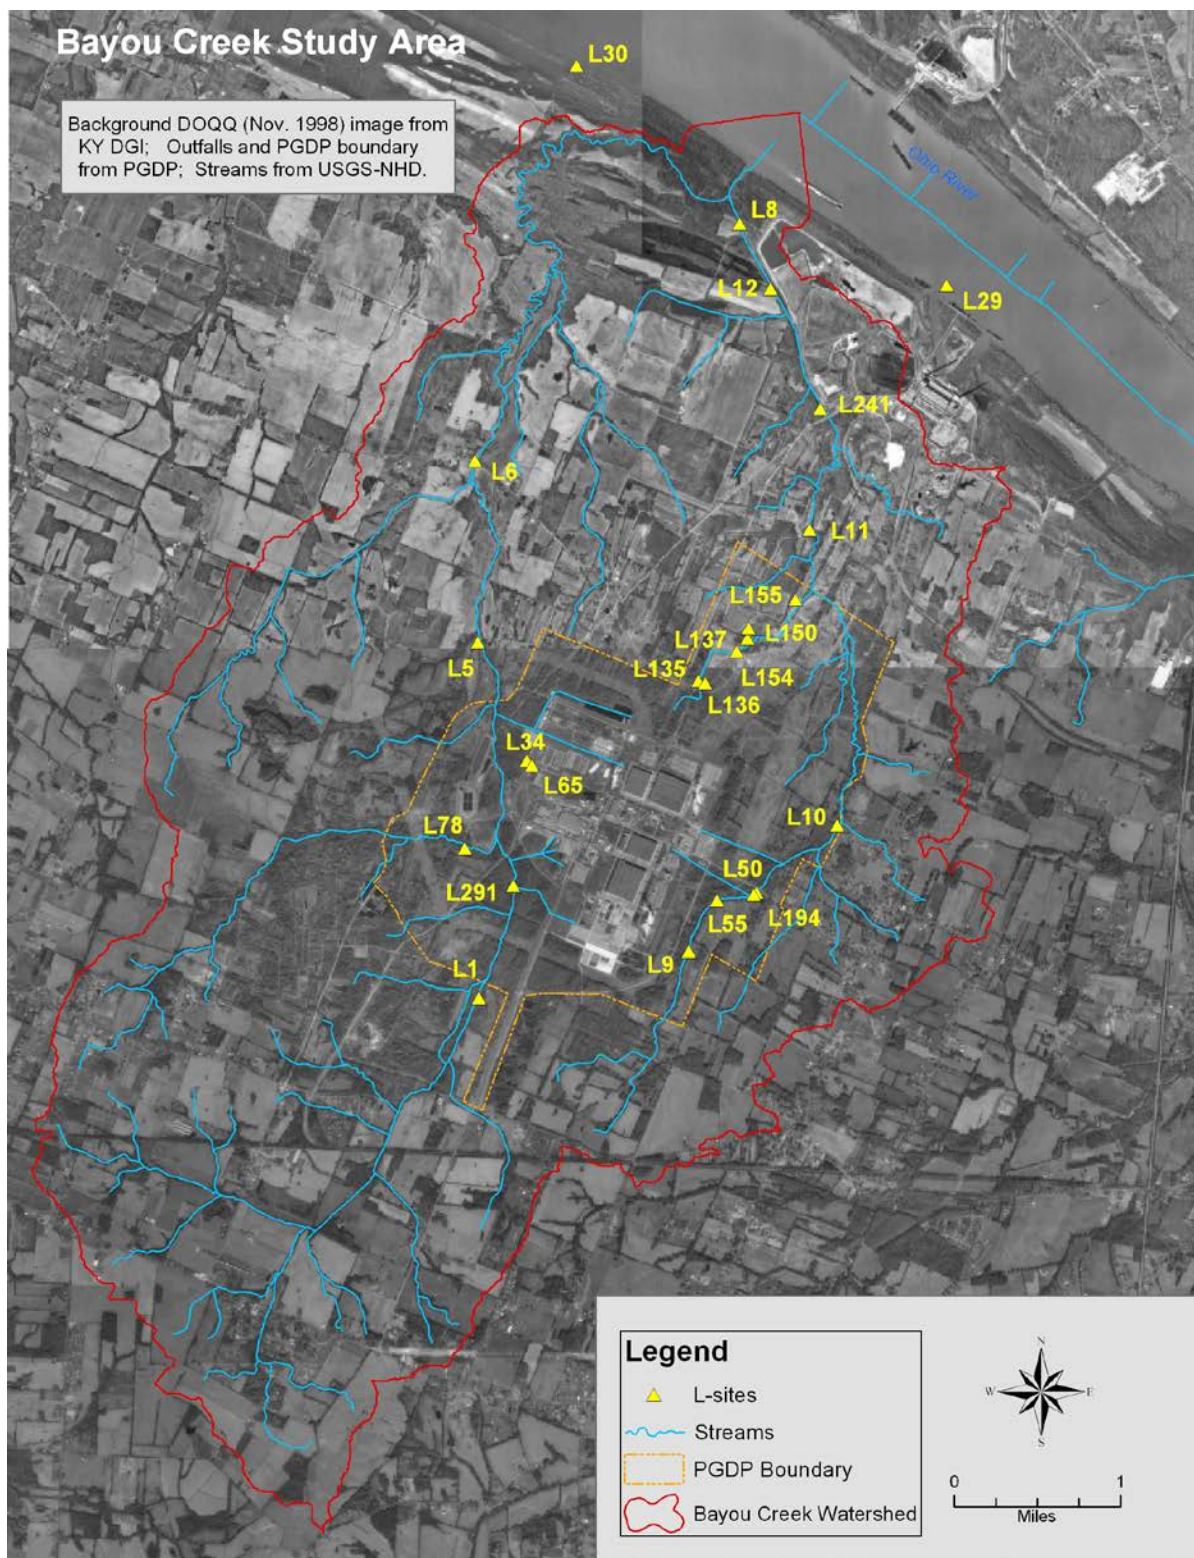 Bayou Creek Study Area
L30
Background DOQQ (Nov. 1998) image from
KY DGI; Outfalls and PGDP boundary
from PGDP; Streams from USGS-NHD.
Ohio River
L8
L12
L29
L241
L6
L11
L155
L150
L137
L5
L135
L154
L136
L34
L65
L10
L78
L50
L291
L55
L194
L9
L1
Legend
L-sites
Streams
PGDP Boundary
Bayou Creek Watershed
N
W
E
S
0 1
Miles